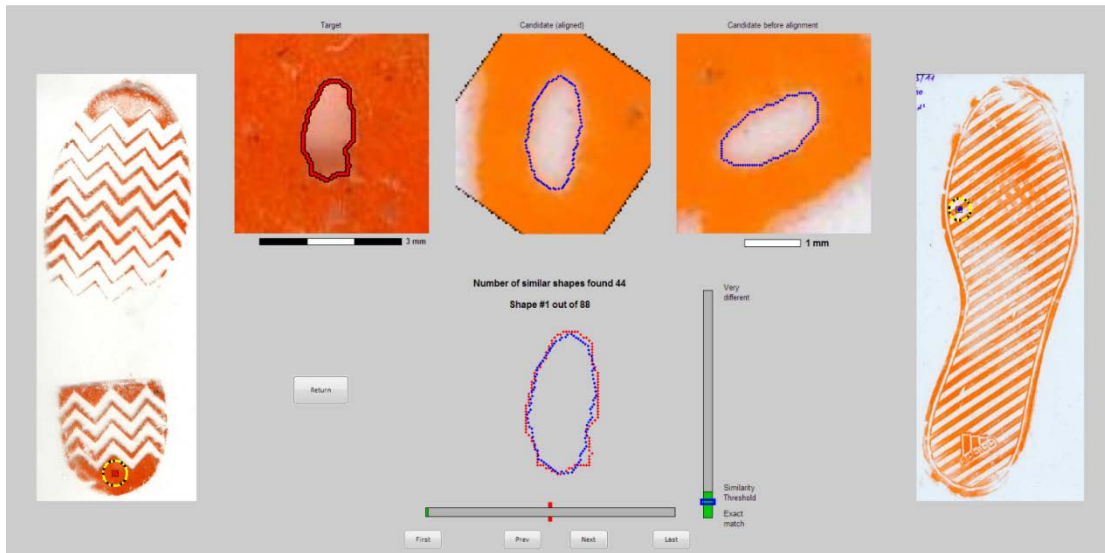 Target
Candidate (aligned)
Candidate before alignment
3 mm
1 mm
Number of similar shapes found 44
Shape #1 out of 88
Very
different
Return
Similarity
Threshold
Exact
match
First
Prev
Next
Last